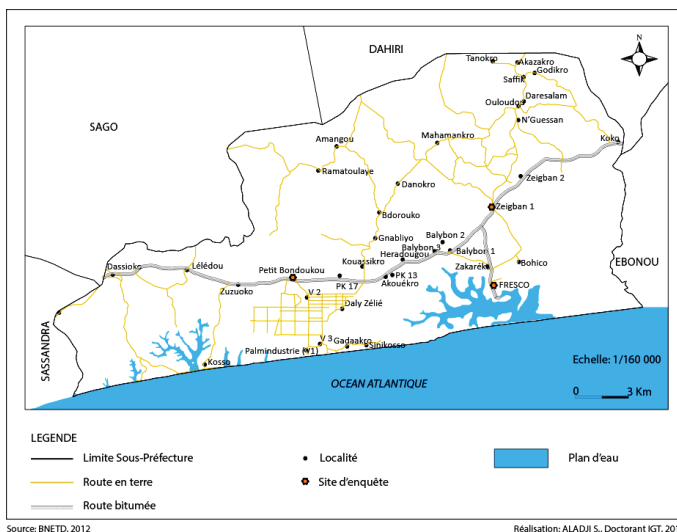 DAHIRI
N
Tanokro
Akazakro
Godikro
Saffik
Daresalam
Ouloudo
N'Guessan
SAGO
Amangou
Mahamankro
Koko
Ramatoulaye
Zeigban 2
Danokro
Bdorouko
Zeigban 1
Gnabliyo
Balybon 2
Balybon 3
Balybon 1
Heradougou
Kouassikro
Zakaréko
Bohico
EBONOU
Dassioko
Lélédou
Petit Bondoukou
PK 17
PK 13
Akouékro
FRESCO
Zuzuoko
V 2
Daly Zélié
SASSANDRA
V 3
Gadaakro
Sinikosso
Palmindustrie (V1)
Kosso
Echelle: 1/160 000
OCEAN ATLANTIQUE
0 3 Km
LEGENDE
Limite Sous-Préfecture
Localité
Plan d'eau
Route en terre
Site d'enquête
Route bitumée
Source: BNETD, 2012
Réalisation: ALADJI S., Doctorant IGT,